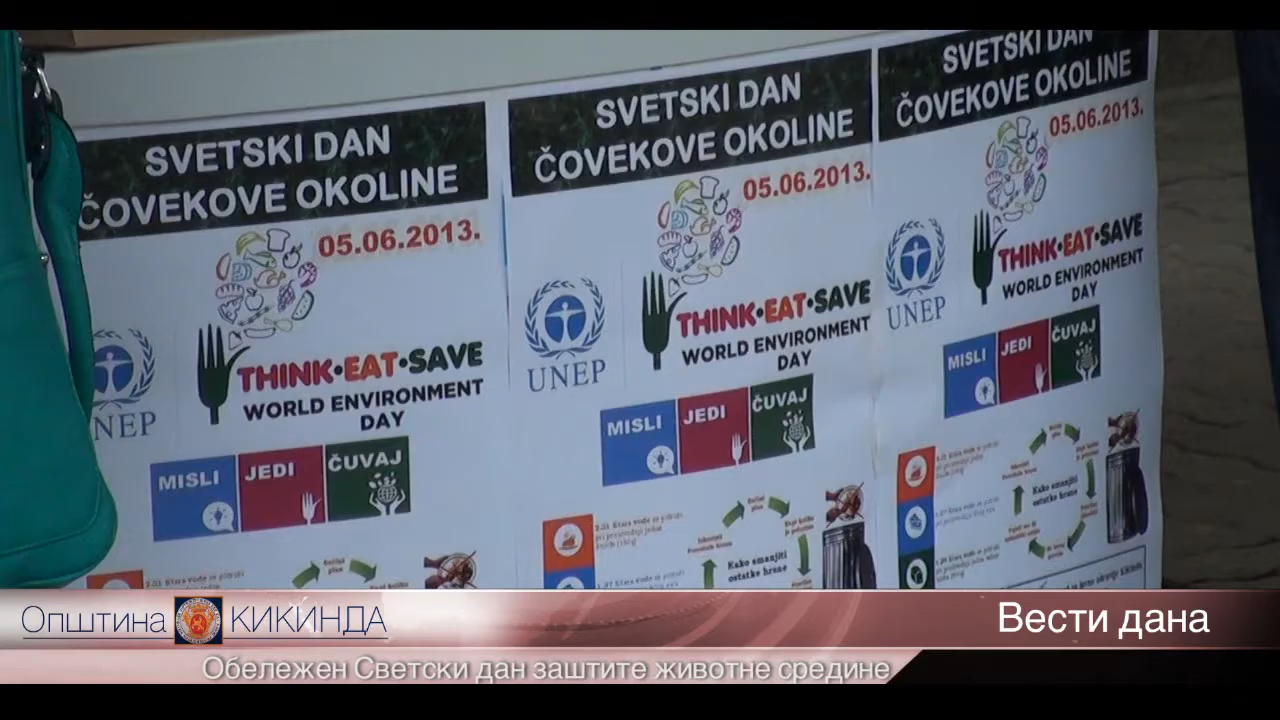 SVETSKI DAN
ČOVEKOVE OKOLINE
05.06.2013.
NEP
THINK•EAT•SAVE
WORLD ENVIRONMENT
DAY
MISLI
JEDI
ČUVAJ
SVETSKI DAN
ČOVEKOVE OKOLINE
05.06.2013.
UNEP
THINK•EAT•SAVE
WORLD ENVIRONMENT
DAY
MISLI
JEDI
ČUVAJ
Kako smanjiti
ostatke hrane
SVETSKI DAN
ČOVEKOVE OKOLINE
05.06.2013.
UNEP
THINK•EAT•SAVE
WORLD ENVIRONMENT
DAY
MISLI
JEDI
ČUVAJ
Kako smanjiti
ostatke hrane
Општина КИКИНДА
Вести дана
Обележен Светски дан заштите животне средине